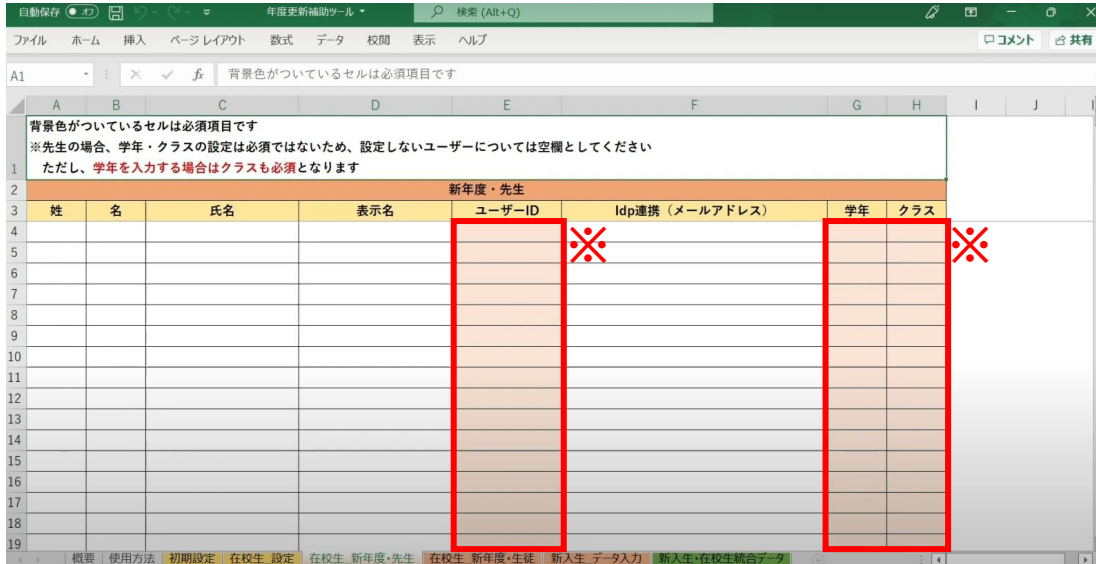 自動保存 オフ 年度更新補助ツール 検索 (Alt+Q)
ファイル ホーム 挿入 ページ レイアウト 数式 データ 校閲 表示 ヘルプ コメント 共有
A1 fx 背景色がついているセルは必須項目です
A B C D E F G H I J
背景色がついているセルは必須項目です
※先生の場合、学年・クラスの設定は必須ではないため、設定しないユーザーについては空欄としてください
1 ただし、学年を入力する場合はクラスも必須となります
2 新年度・先生
3 姓 名 氏名 表示名 ユーザーID Idp連携（メールアドレス） 学年 クラス
4
※ ※
5
6
7
8
9
10
11
12
13
14
15
16
17
18
19
概要 使用方法 初期設定 在校生_設定 在校生_新年度・先生 在校生_新年度・生徒 新入生_データ入力 新入生・在校生統合データ